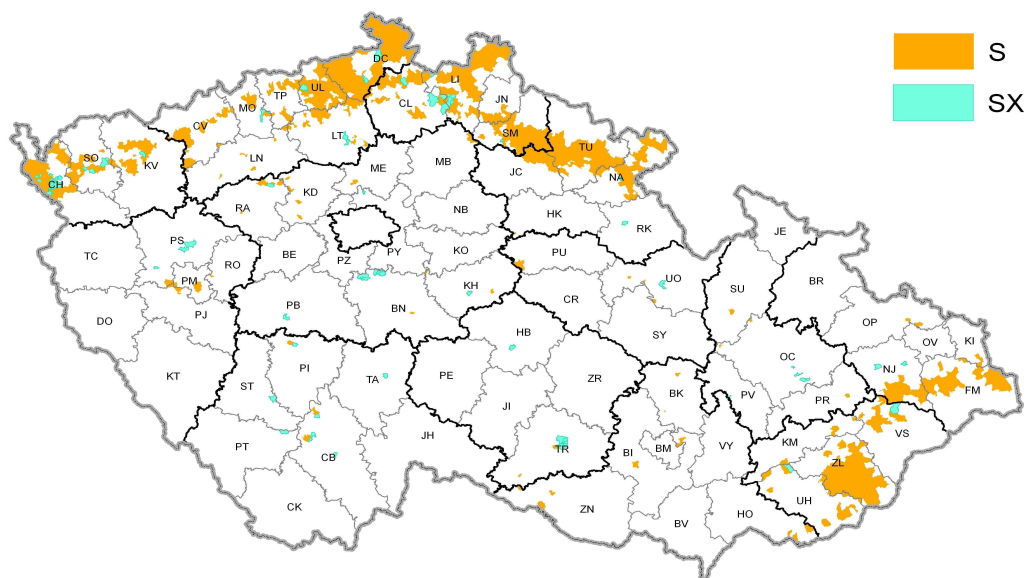 S
SX
DC
LI
UL
TP
JN
CL
MO
CV
SM
LT
TU
SO
LN
KV
MB
ME
JC
NA
CH
KD
RA
NB
HK
RK
JE
PS
BE
PZ
PY
KO
PU
TC
RO
UO
BR
PM
KH
CR
SU
PB
BN
OP
DO
PJ
HB
SY
OV
KI
OC
NJ
KT
ST
PI
TA
PE
ZR
BK
PV
PR
FM
JI
VS
PT
CB
JH
TR
BI
BM
VY
KM
ZL
UH
CK
ZN
BV
HO